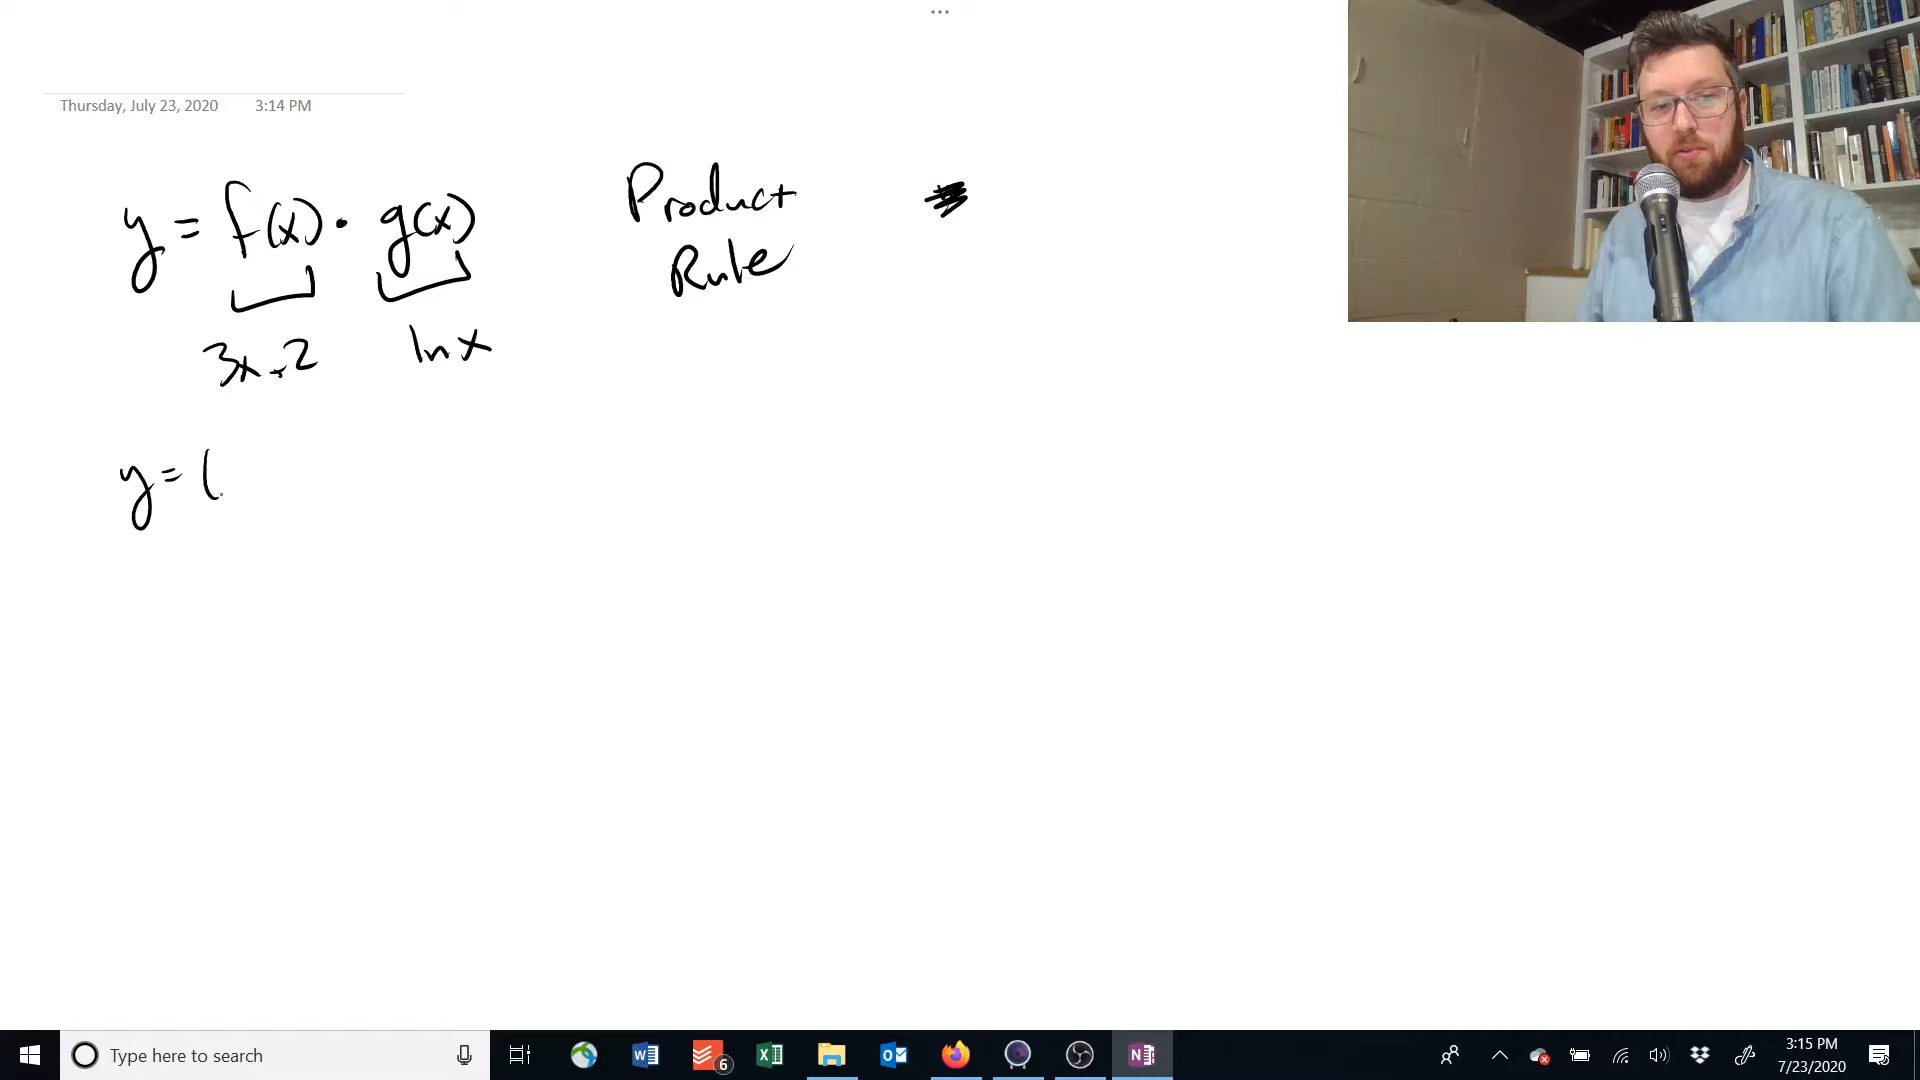 Thursday, July 23, 2020 3:14 PM
y = f(x) · g(x)
Product
Rule
3x+2 ln x
y = (
Type here to search
6
3:15 PM
7/23/2020